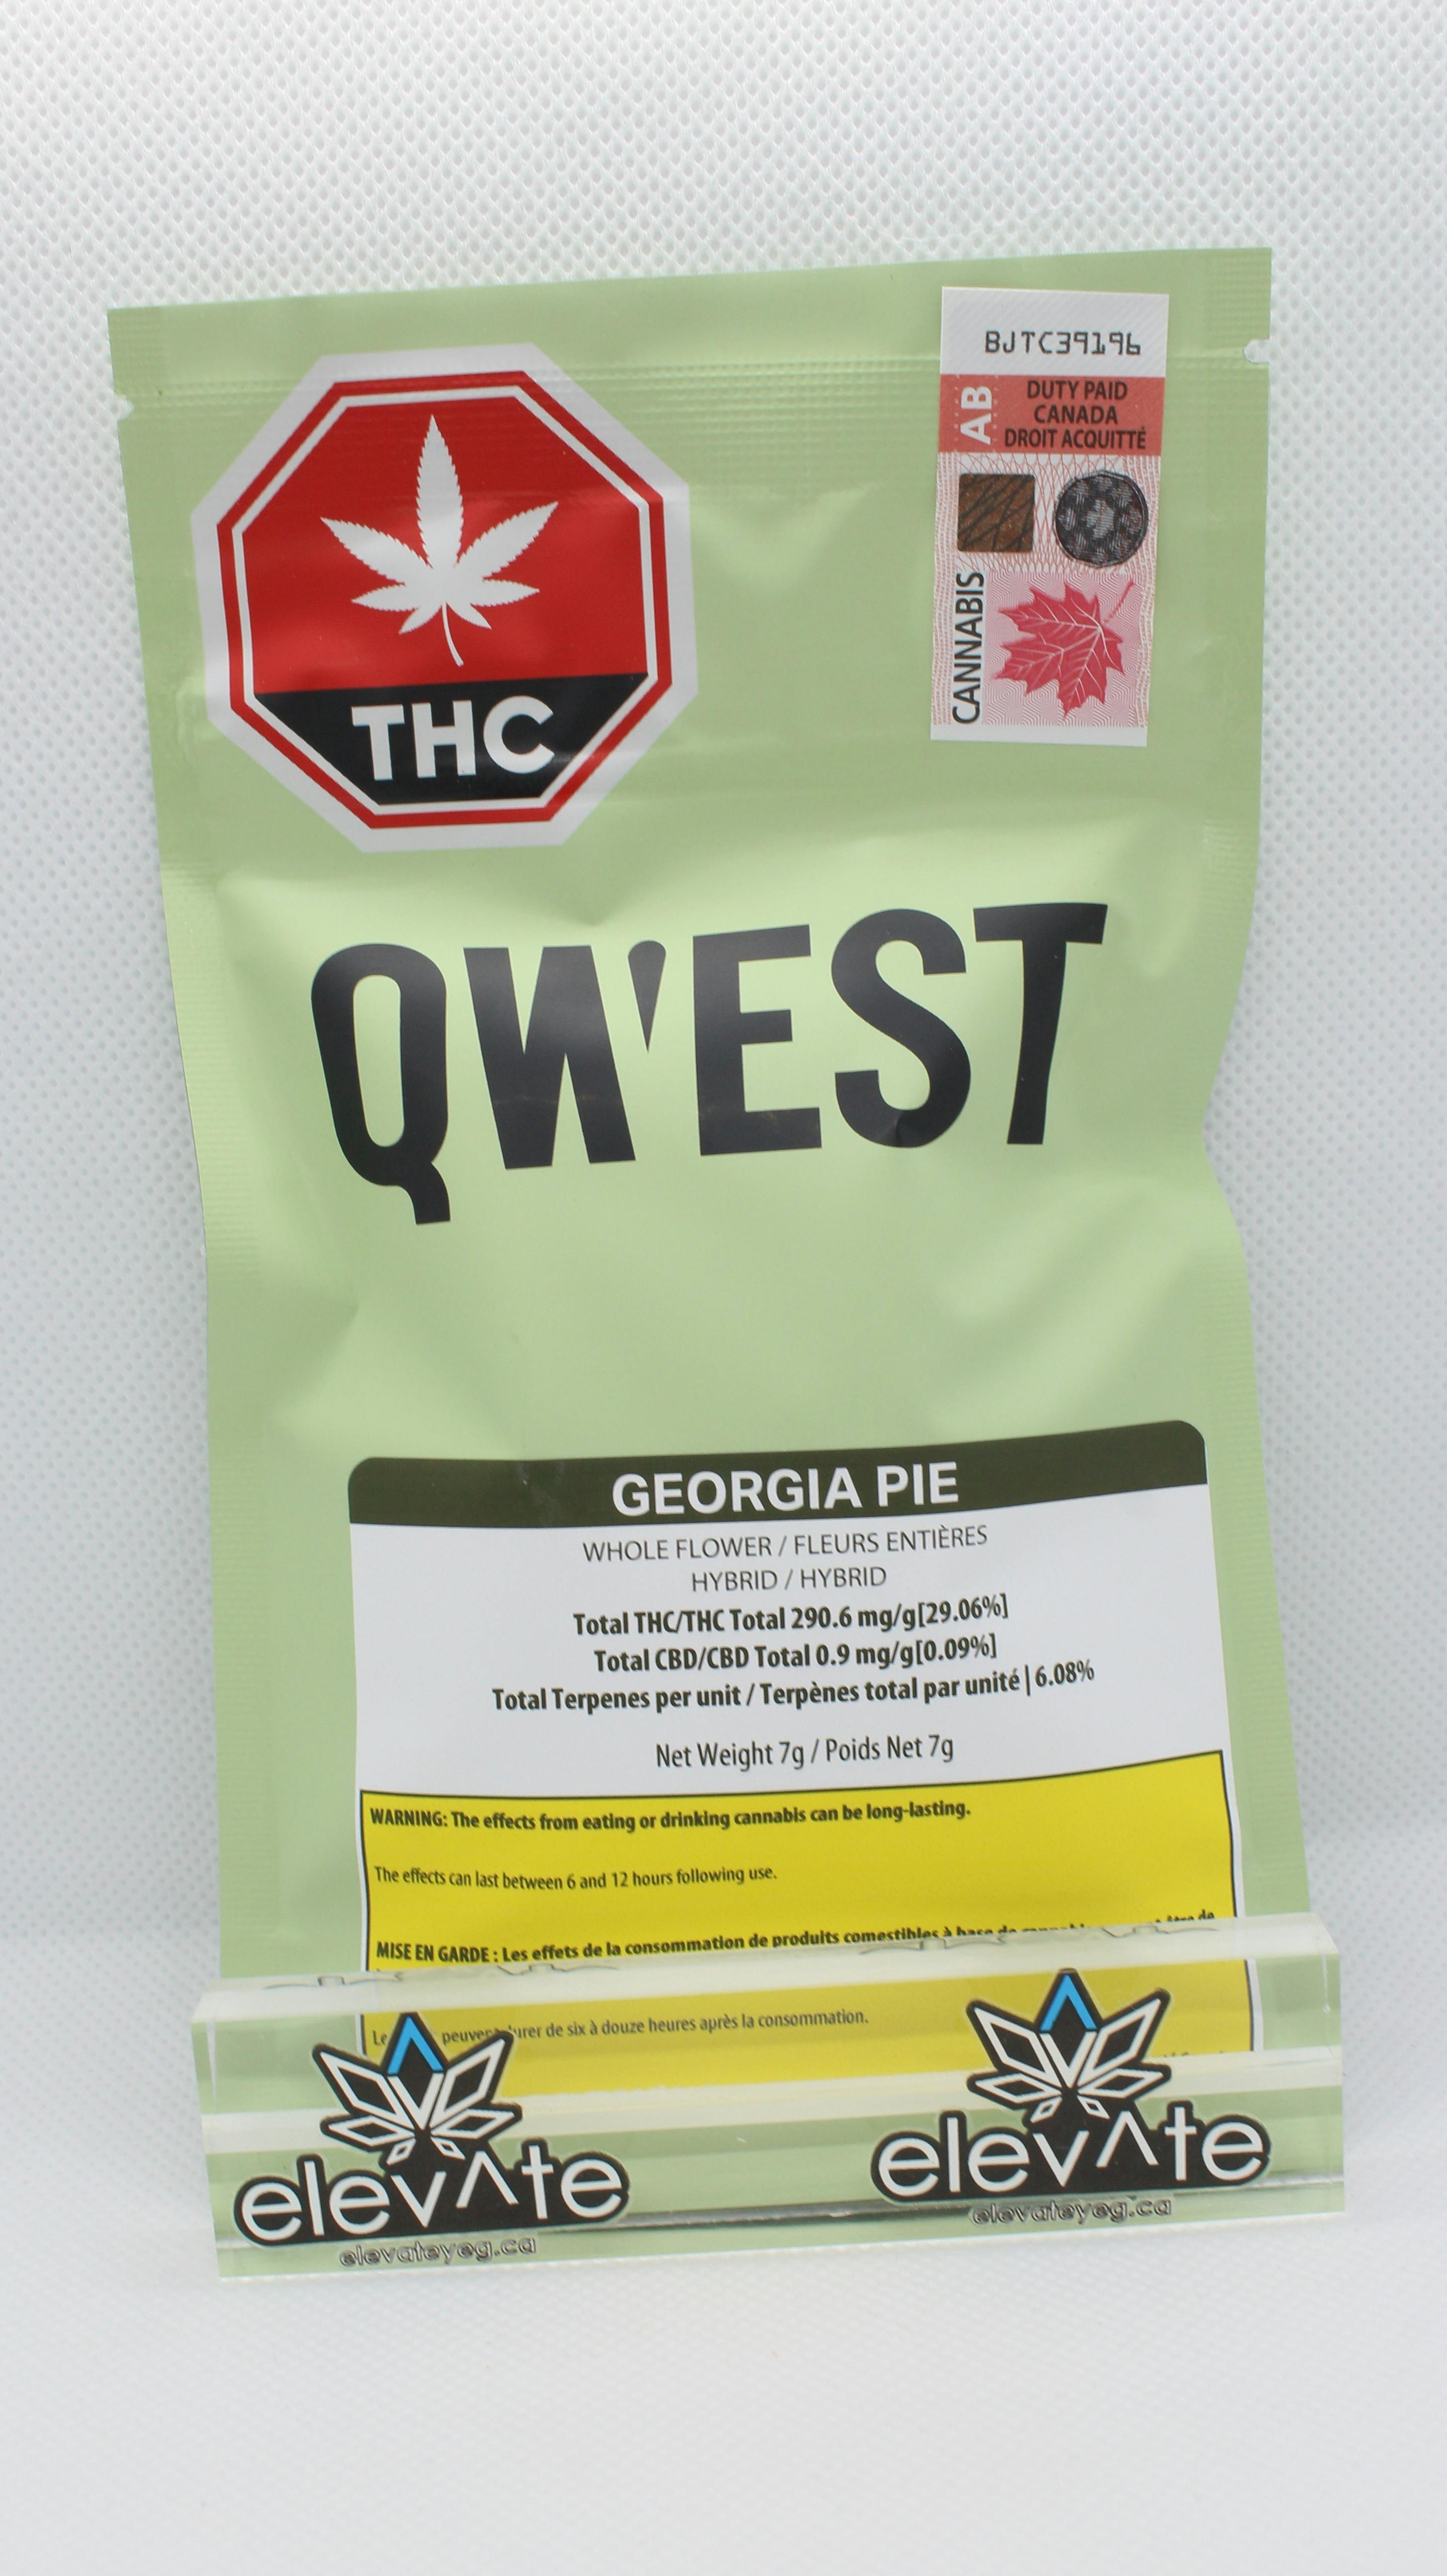 BJTC39196
AB
DUTY PAID
CANADA
DROIT ACQUITTÉ
CANNABIS
THC
QW'EST
GEORGIA PIE
WHOLE FLOWER / FLEURS ENTIÈRES
HYBRID / HYBRID
Total THC/THC Total 290.6 mg/g[29.06%]
Total CBD/CBD Total 0.9 mg/g[0.09%]
Total Terpenes per unit / Terpènes total par unité | 6.08%
Net Weight 7g / Poids Net 7g
WARNING: The effects from eating or drinking cannabis can be long-lasting.
The effects can last between 6 and 12 hours following use.
MISE EN GARDE : Les effets de la consommation de produits comestibles à base de
peuvent durer de six à douze heures après la consommation.
elevʌte
elevateyeg.ca
elevʌte
elevateyeg.ca